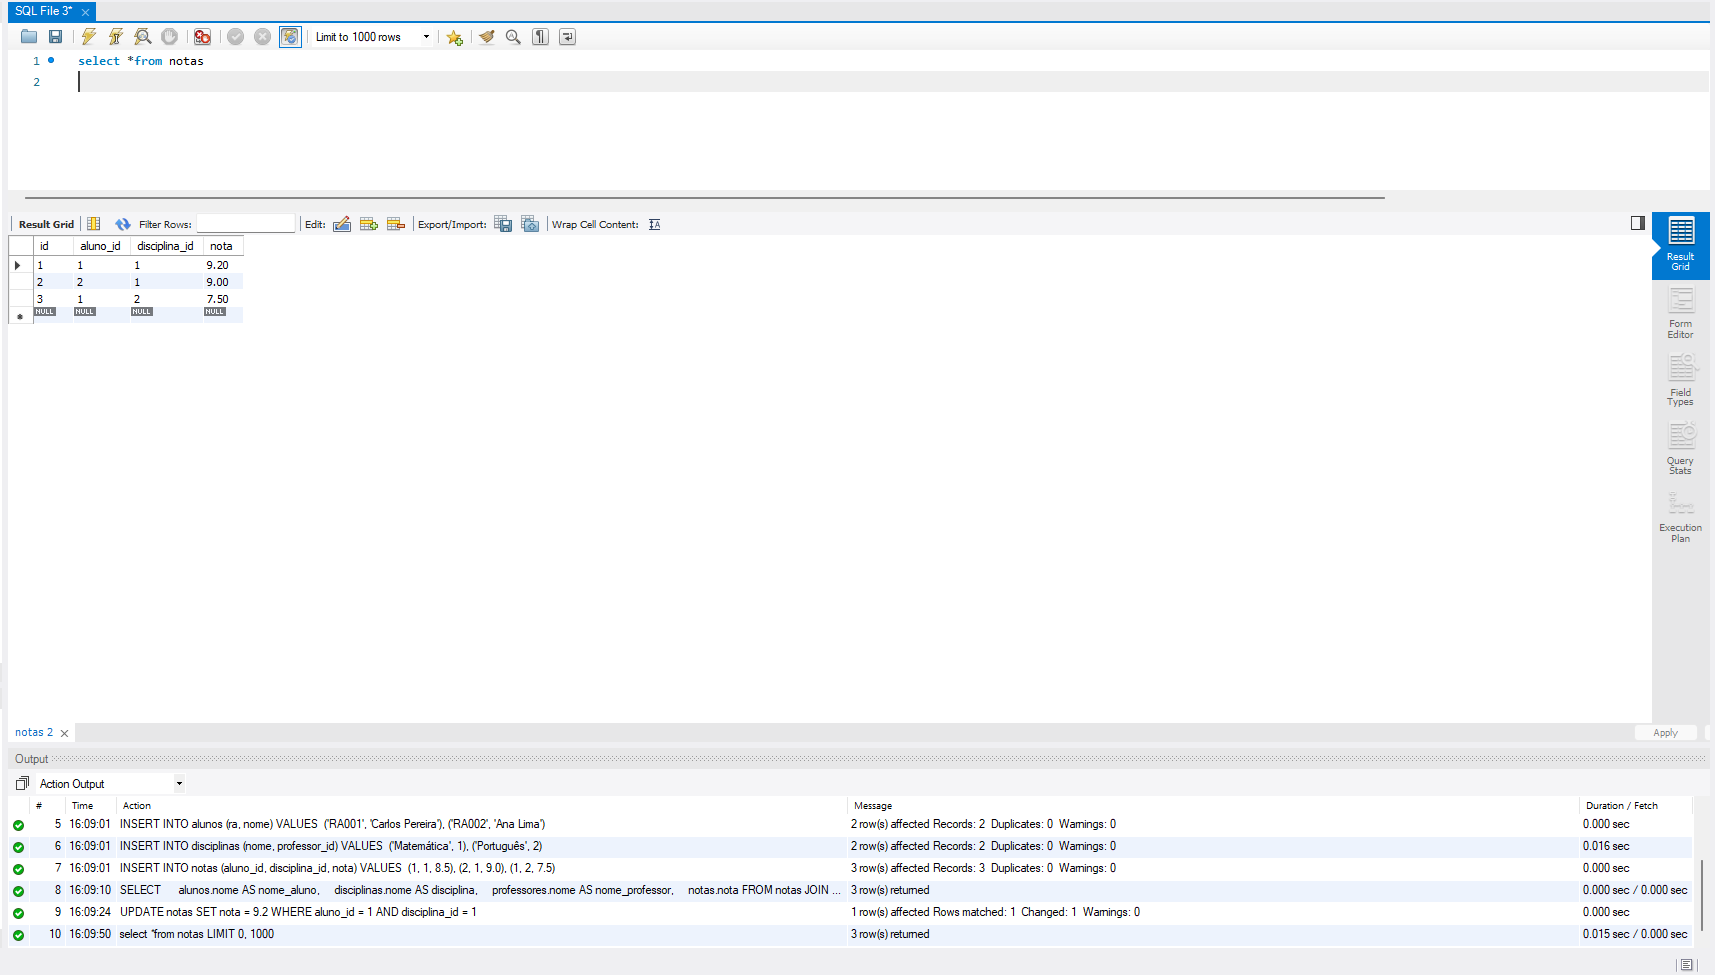 SQL File 3*
Limit to 1000 rows
1 select *from notas
2
Result Grid Filter Rows: Edit: Export/Import: Wrap Cell Content:
id aluno_id disciplina_id nota
1 1 1 9.20
2 2 1 9.00
3 1 2 7.50
NULL NULL NULL NULL
Result
Grid
Form
Editor
Field
Types
Query
Stats
Execution
Plan
notas 2
Apply
Output
Action Output
# Time Action Message Duration / Fetch
5 16:09:01 INSERT INTO alunos (ra, nome) VALUES ('RA001', 'Carlos Pereira'), ('RA002', 'Ana Lima') 2 row(s) affected Records: 2 Duplicates: 0 Warnings: 0 0.000 sec
6 16:09:01 INSERT INTO disciplinas (nome, professor_id) VALUES ('Matemática', 1), ('Português', 2) 2 row(s) affected Records: 2 Duplicates: 0 Warnings: 0 0.016 sec
7 16:09:01 INSERT INTO notas (aluno_id, disciplina_id, nota) VALUES (1, 1, 8.5), (2, 1, 9.0), (1, 2, 7.5) 3 row(s) affected Records: 3 Duplicates: 0 Warnings: 0 0.000 sec
8 16:09:10 SELECT alunos.nome AS nome_aluno, disciplinas.nome AS disciplina, professores.nome AS nome_professor, notas.nota FROM notas JOIN ... 3 row(s) returned 0.000 sec / 0.000 sec
9 16:09:24 UPDATE notas SET nota = 9.2 WHERE aluno_id = 1 AND disciplina_id = 1 1 row(s) affected Rows matched: 1 Changed: 1 Warnings: 0 0.000 sec
10 16:09:50 select *from notas LIMIT 0, 1000 3 row(s) returned 0.015 sec / 0.000 sec